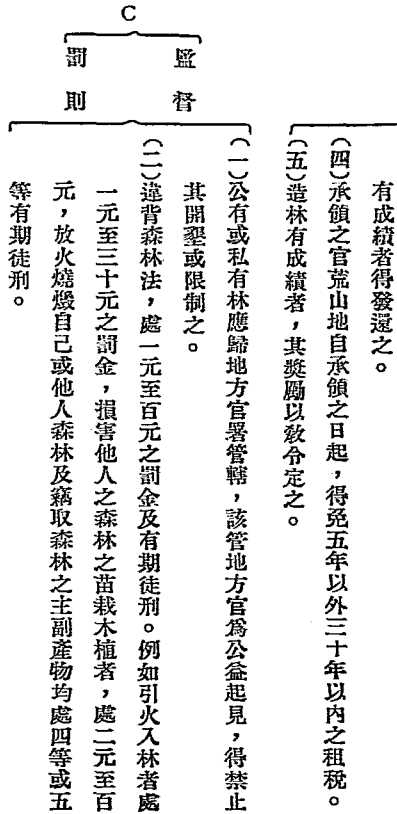 有成績者得發還之。
(四)承領之官荒山地自承領之日起，得免五年以外三十年以內之租稅。
(五)造林有成績者，其獎勵以敎令定之。
C
監督
罰則
(一)公有或私有林應歸地方官署管轄，該管地方官爲公益起見，得禁止
其開墾或限制之。
(二)違背森林法，處一元至百元之罰金及有期徒刑。例如引火入林者處
一元至三十元之罰金，損害他人之森林之苗栽木植者，處二元至百
元，放火燒燬自己或他人森林及竊取森林之主副產物均處四等或五
等有期徒刑。